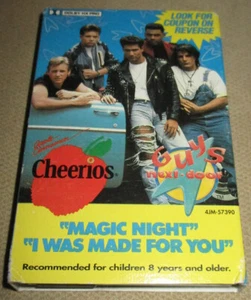 LOOK FOR
COUPON ON
REVERSE
Cheerios
guys
next·door
4JM-57390
"MAGIC NIGHT"
"I WAS MADE FOR YOU"
Recommended for children 8 years and older.